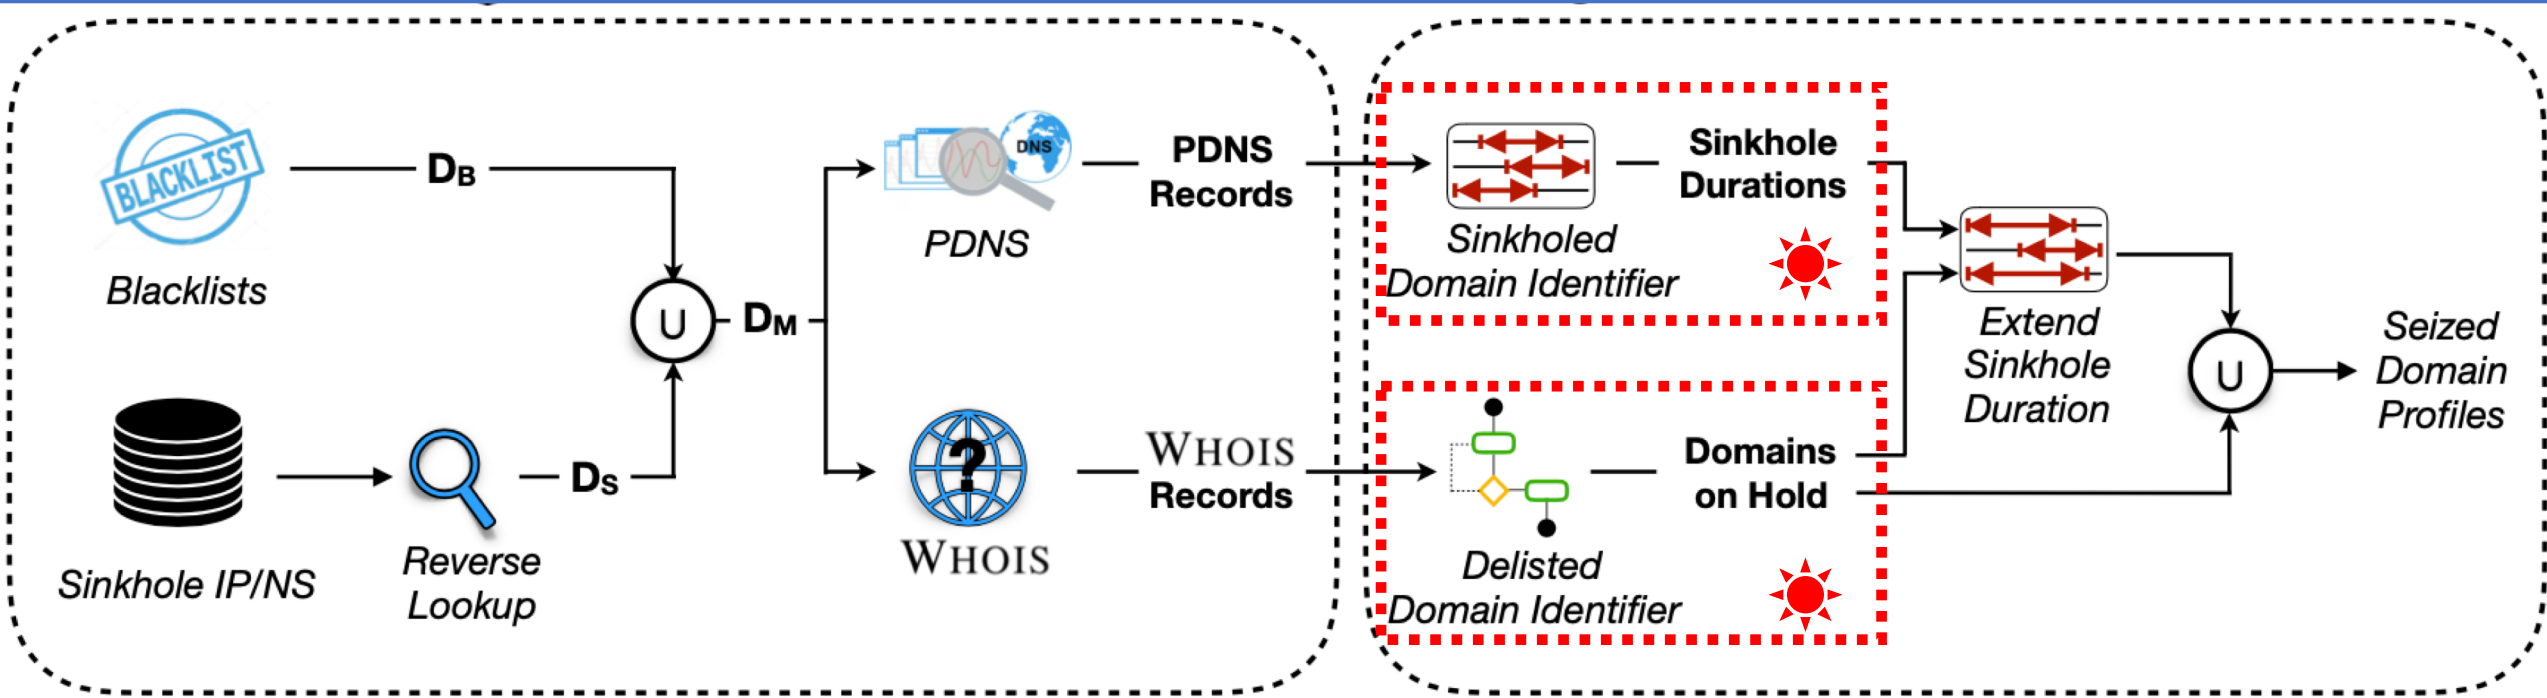 BLACKLIST
Blacklists
DB
Sinkhole IP/NS
Reverse
Lookup
DS
U
DM
DNS
PDNS
PDNS
Records
?
WHOIS
WHOIS
Records
Sinkholed
Domain Identifier
Sinkhole
Durations
Delisted
Domain Identifier
Domains
on Hold
Extend
Sinkhole
Duration
U
Seized
Domain
Profiles